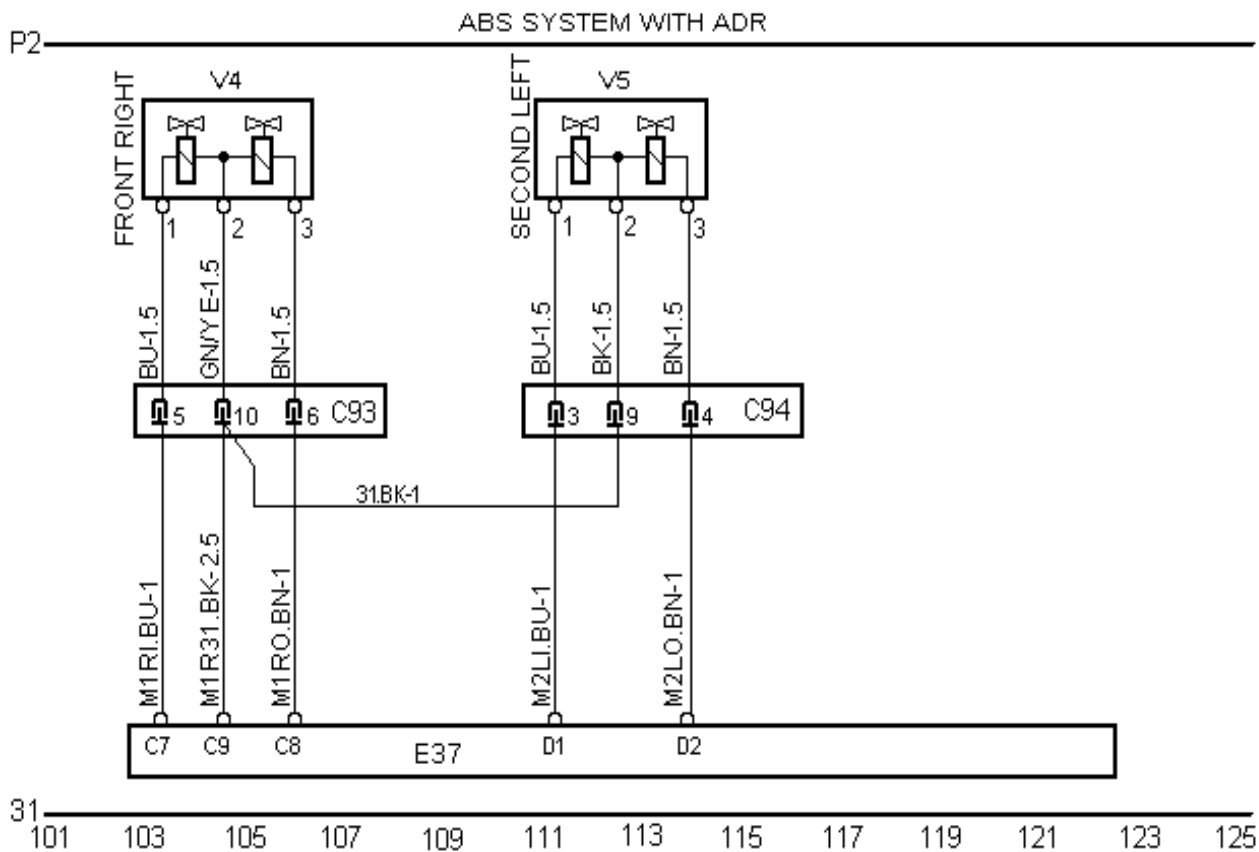 ABS SYSTEM WITH ADR
P2
FRONT RIGHT
V4
SECOND LEFT
V5
1 2 3
1 2 3
BU-1.5
GN/YE-1.5
BN-1.5
BU-1.5
BK-1.5
BN-1.5
5 10 6 C93
3 9 4 C94
31.BK-1
M1RI.BU-1
M1R31.BK-2.5
M1RO.BN-1
M2LI.BU-1
M2LO.BN-1
C7 C9 C8 E37 D1 D2
31
101 103 105 107 109 111 113 115 117 119 121 123 125